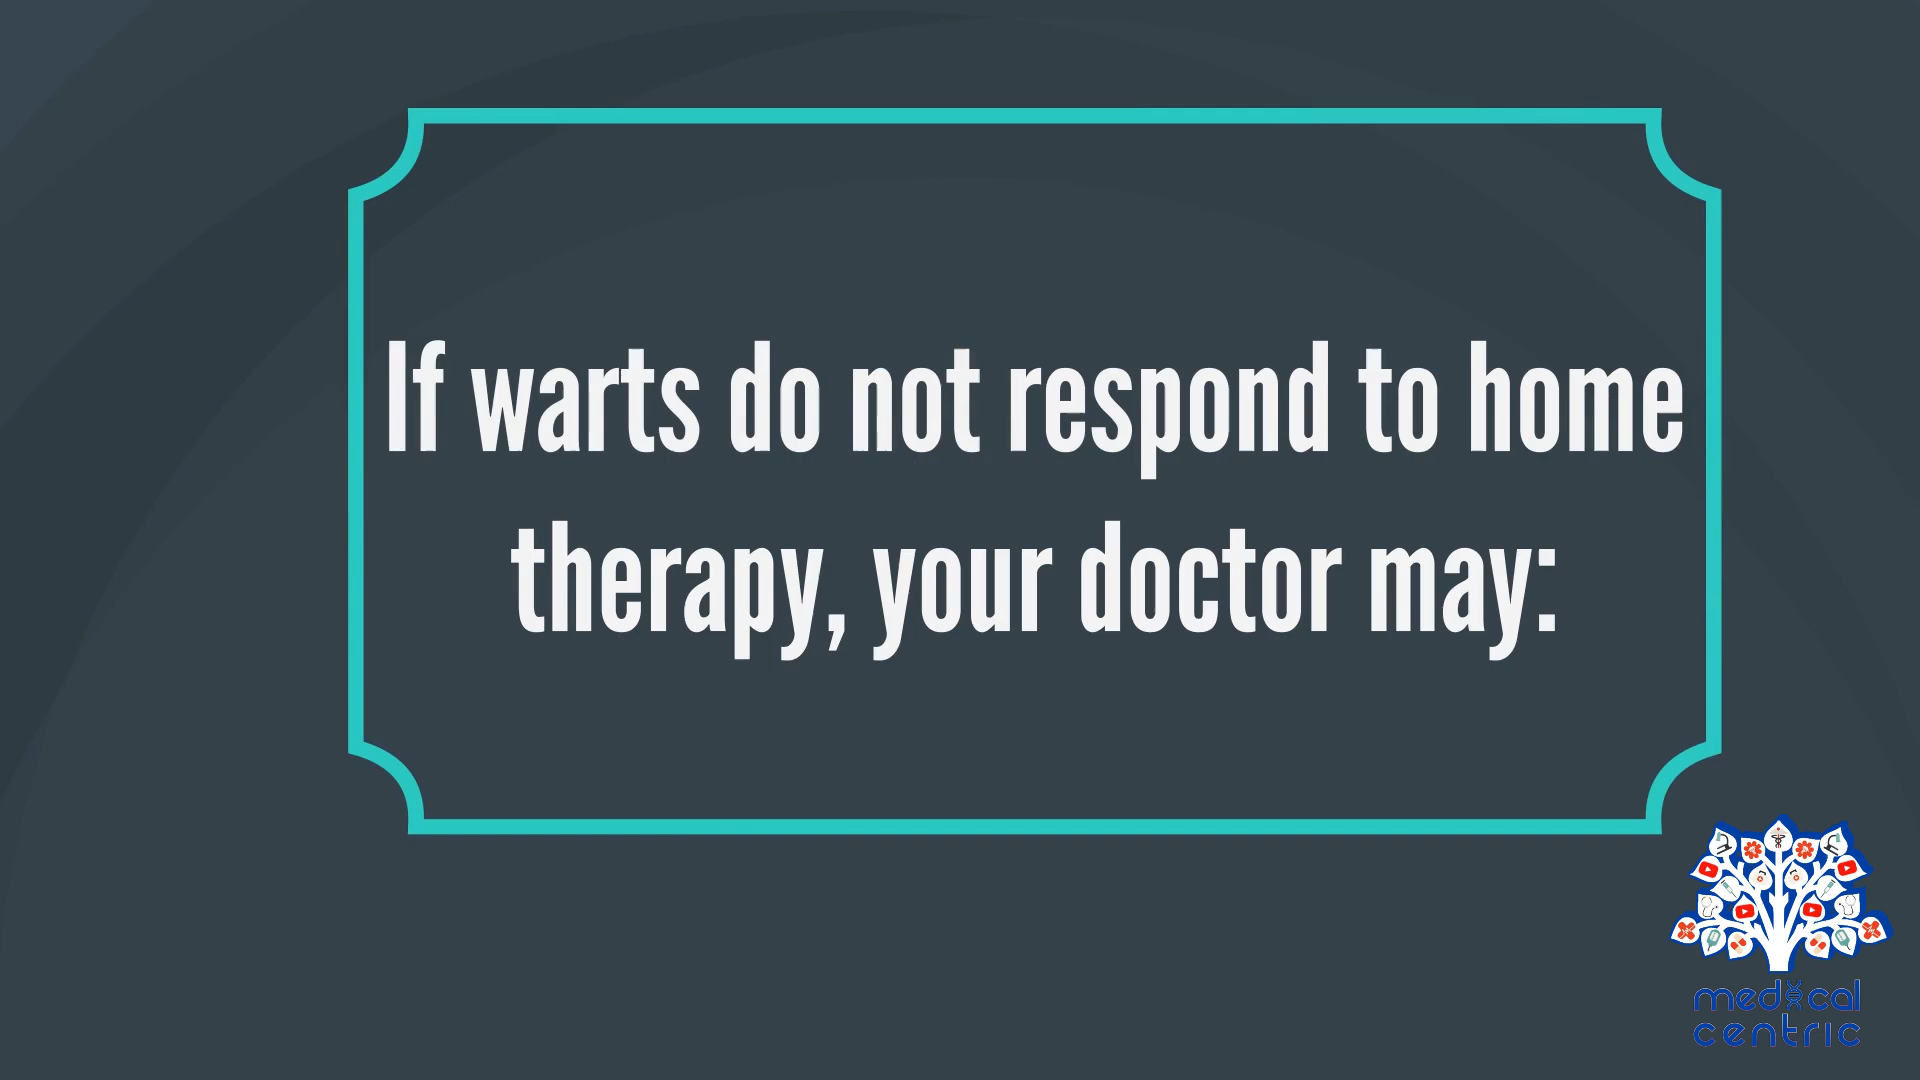 If warts do not respond to home
therapy, your doctor may:
medical
centric